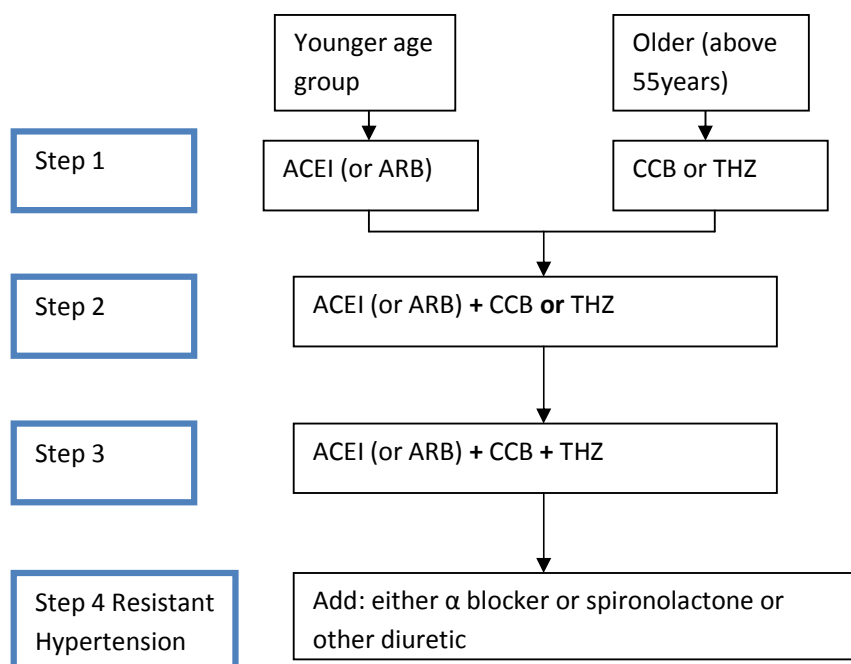 Younger age
group
Older (above
55years)
Step 1
ACEI (or ARB)
CCB or THZ
Step 2
ACEI (or ARB) + CCB or THZ
Step 3
ACEI (or ARB) + CCB + THZ
Step 4 Resistant
Hypertension
Add: either α blocker or spironolactone or
other diuretic